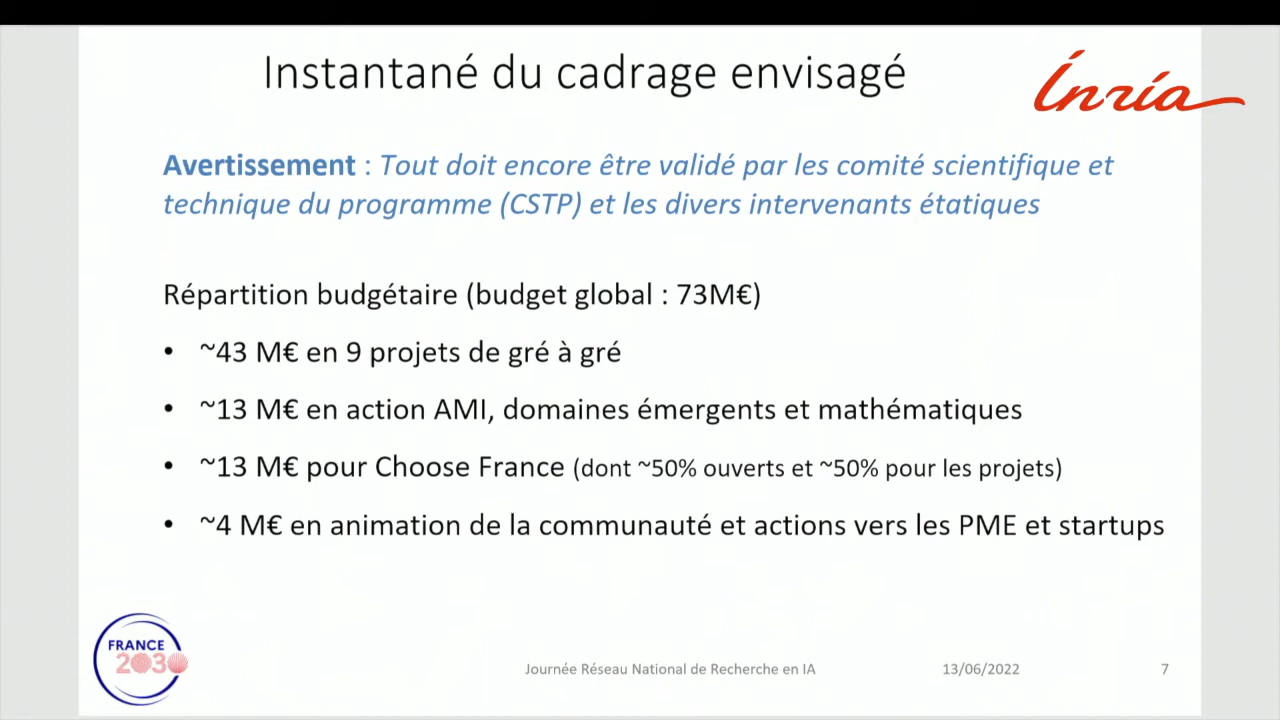 Instantané du cadrage envisagé
Inria
Avertissement : Tout doit encore être validé par les comité scientifique et
technique du programme (CSTP) et les divers intervenants étatiques
Répartition budgétaire (budget global : 73M€)
• ~43 M€ en 9 projets de gré à gré
• ~13 M€ en action AMI, domaines émergents et mathématiques
• ~13 M€ pour Choose France (dont ~50% ouverts et ~50% pour les projets)
• ~4 M€ en animation de la communauté et actions vers les PME et startups
FRANCE
2030
Journée Réseau National de Recherche en IA 13/06/2022 7